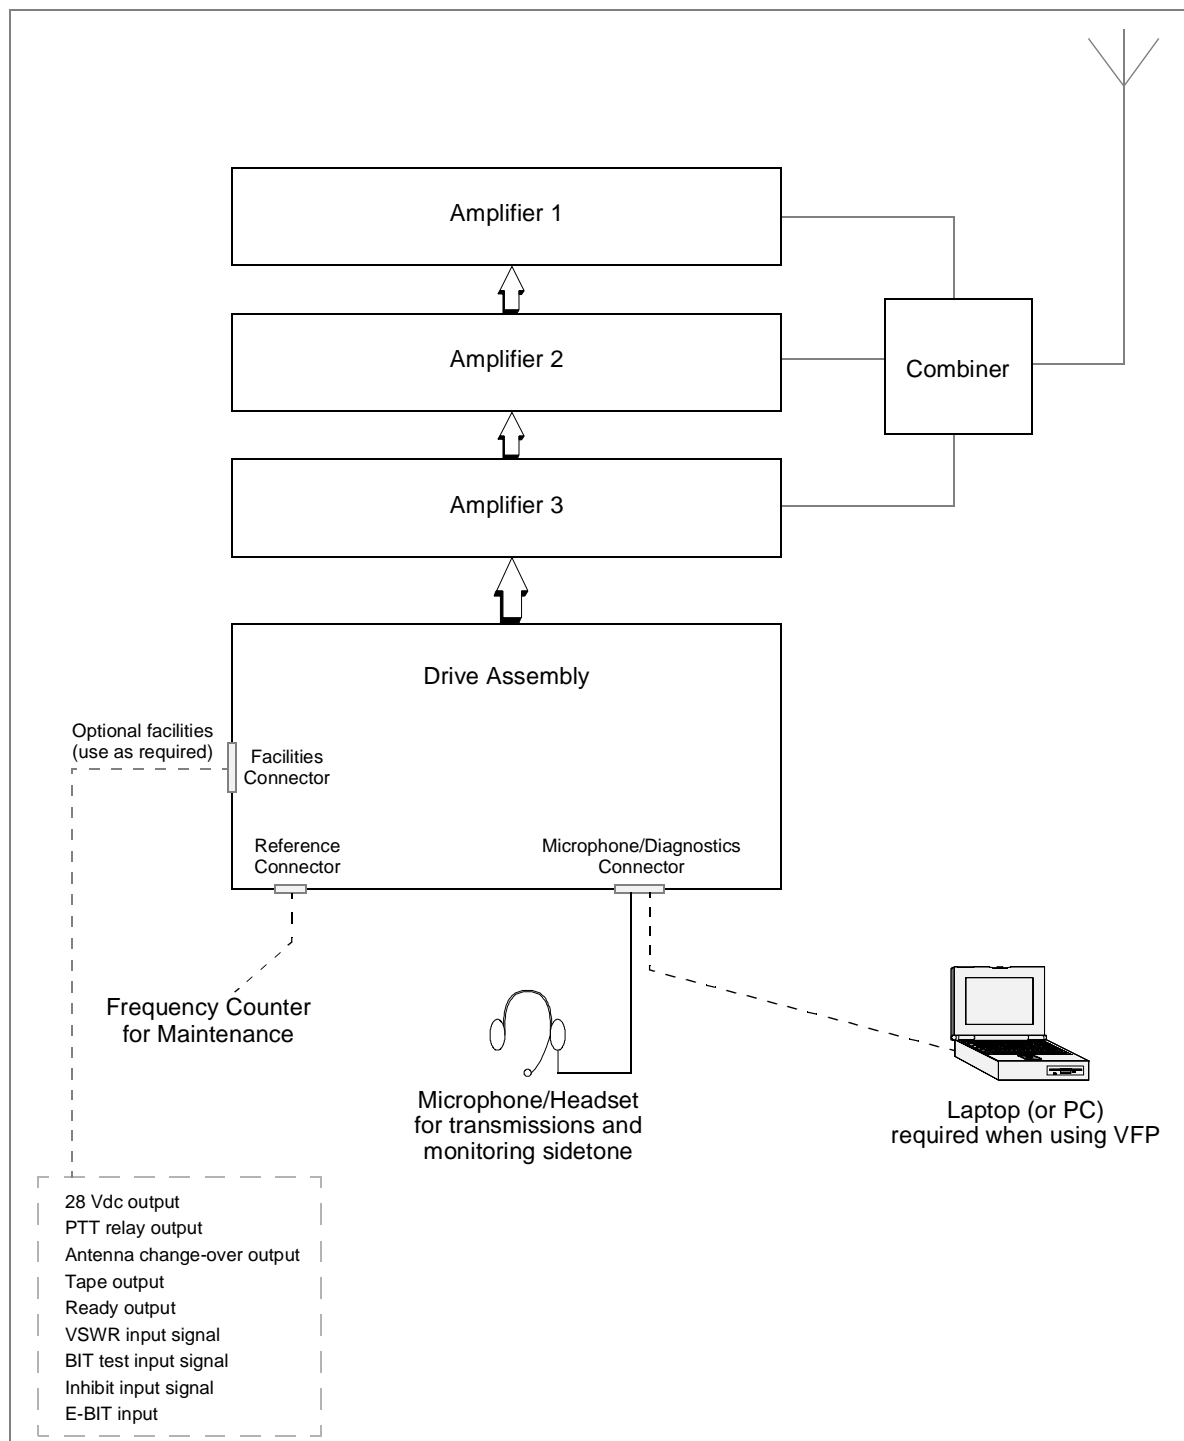 Amplifier 1
Amplifier 2
Combiner
Amplifier 3
Drive Assembly
Optional facilities
(use as required)
Facilities
Connector
Reference
Connector
Microphone/Diagnostics
Connector
Frequency Counter
for Maintenance
Microphone/Headset
for transmissions and
monitoring sidetone
Laptop (or PC)
required when using VFP
28 Vdc output
PTT relay output
Antenna change-over output
Tape output
Ready output
VSWR input signal
BIT test input signal
Inhibit input signal
E-BIT input